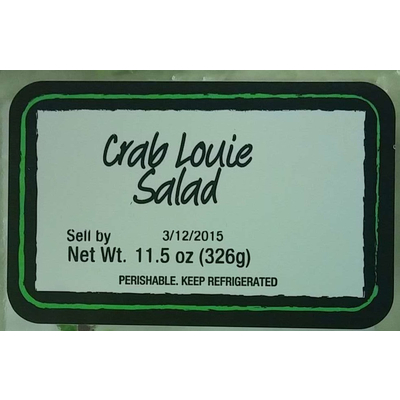 Crab Louie
Salad
Sell by 3/12/2015
Net Wt. 11.5 oz (326g)
PERISHABLE. KEEP REFRIGERATED